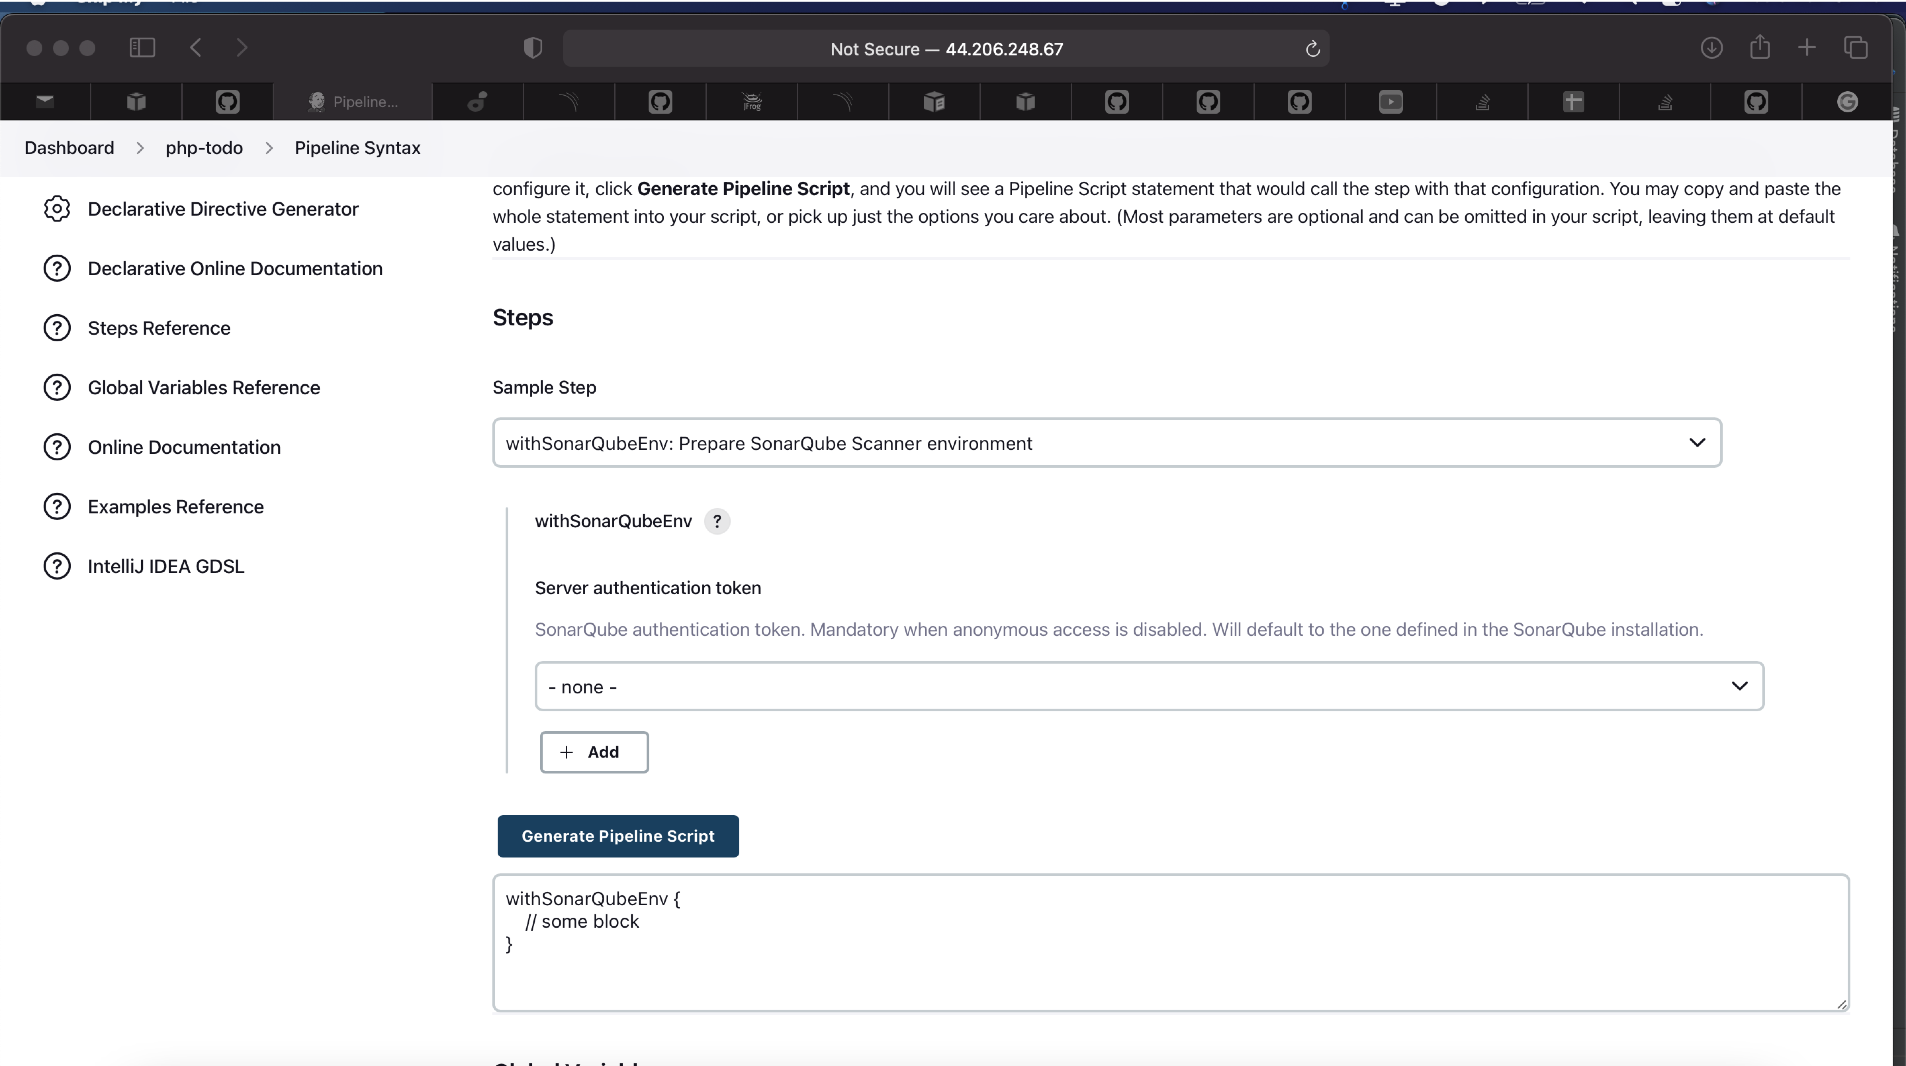 Not Secure — 44.206.248.67
Pipeline...
JFrog
Dashboard > php-todo > Pipeline Syntax
Declarative Directive Generator
Declarative Online Documentation
Steps Reference
Global Variables Reference
Online Documentation
Examples Reference
IntelliJ IDEA GDSL
configure it, click Generate Pipeline Script, and you will see a Pipeline Script statement that would call the step with that configuration. You may copy and paste the
whole statement into your script, or pick up just the options you care about. (Most parameters are optional and can be omitted in your script, leaving them at default
values.)
Steps
Sample Step
withSonarQubeEnv: Prepare SonarQube Scanner environment
withSonarQubeEnv ?
Server authentication token
SonarQube authentication token. Mandatory when anonymous access is disabled. Will default to the one defined in the SonarQube installation.
- none -
+ Add
Generate Pipeline Script
withSonarQubeEnv {
// some block
}